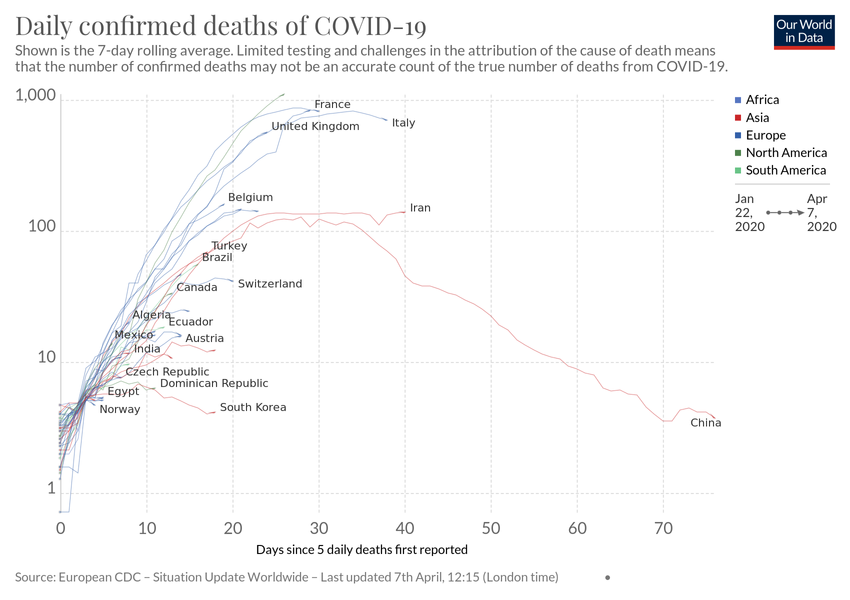 Daily confirmed deaths of COVID-19
Shown is the 7-day rolling average. Limited testing and challenges in the attribution of the cause of death means
that the number of confirmed deaths may not be an accurate count of the true number of deaths from COVID-19.
Our World
in Data
1,000
100
10
1
0
10
20
30
40
50
60
70
Days since 5 daily deaths first reported
France
Italy
United Kingdom
Belgium
Iran
Turkey
Brazil
Switzerland
Canada
Algeria
Ecuador
Mexico
Austria
India
Czech Republic
Dominican Republic
Egypt
Norway
South Korea
China
Africa
Asia
Europe
North America
South America
Jan
22,
2020
Apr
7,
2020
Source: European CDC – Situation Update Worldwide – Last updated 7th April, 12:15 (London time)